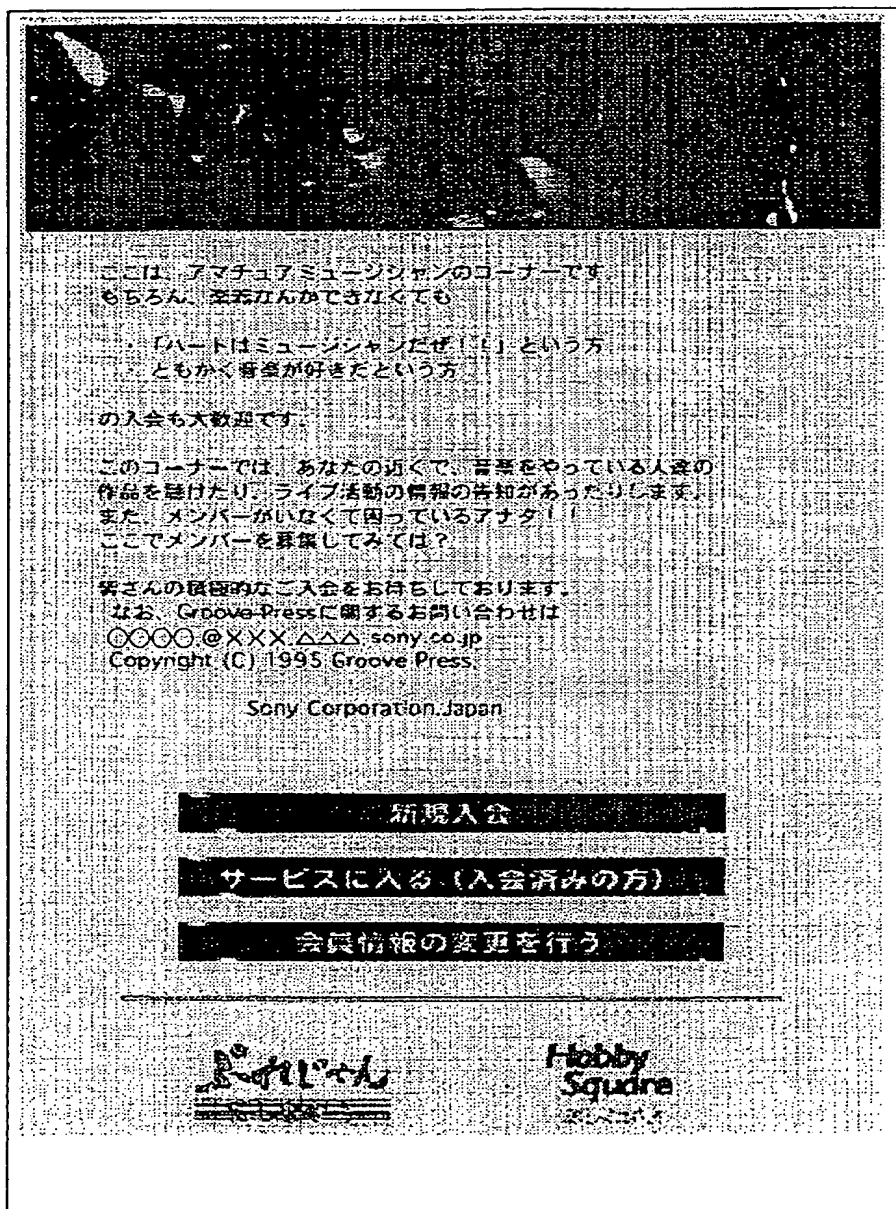 ここは、アマチュアミュージシャンのコーナーです
もちろん、楽器なんかできなくても
・「ハートはミュージシャンだぜ！！」という方
・ともかく音楽が好きだという方
の入会も大歓迎です。
このコーナーでは、あなたの近くで、音楽をやっている人達の
作品を聴けたり、ライブ活動の情報の告知があったりします。
また、メンバーがいなくて困っているアナタ！！
ここでメンバーを募集してみては？
皆さんの積極的なご入会をお待ちしております。
なお、Groove Pressに関するお問い合わせは
○○○○@×××.△△△.sony.co.jp
Copyright (C) 1995 Groove Press.
Sony Corporation.Japan
新規入会
サービスに入る（入会済みの方）
会員情報の変更を行う
Hobby
Square